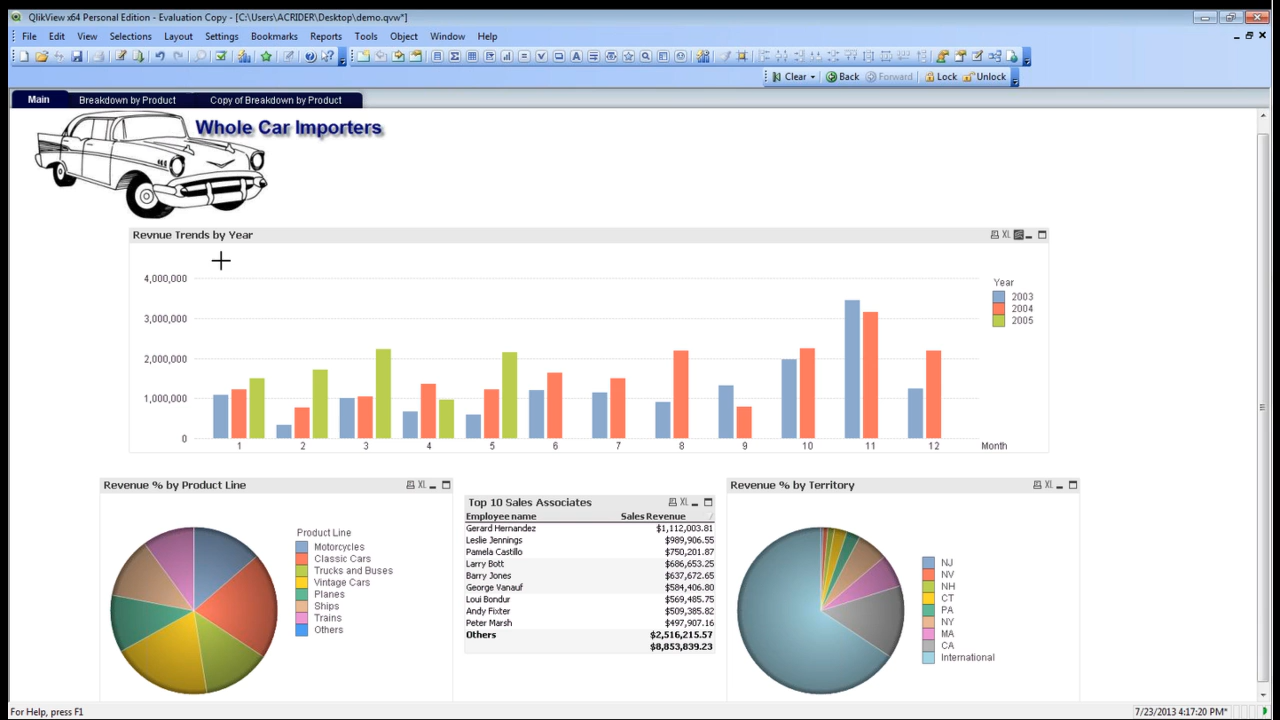 QlikView x64 Personal Edition - Evaluation Copy - [C:\Users\ACRIDER\Desktop\demo.qvw*]
File Edit View Selections Layout Settings Bookmarks Reports Tools Object Window Help
Clear Back Forward Lock Unlock
Main Breakdown by Product Copy of Breakdown by Product
Whole Car Importers
Revnue Trends by Year XL
4,000,000
3,000,000
2,000,000
1,000,000
0
1 2 3 4 5 6 7 8 9 10 11 12 Month
Year
2003
2004
2005
Revenue % by Product Line XL
Product Line
Motorcycles
Classic Cars
Trucks and Buses
Vintage Cars
Planes
Ships
Trains
Others
Top 10 Sales Associates XL
Employee name Sales Revenue
Gerard Hernandez $1,112,003.81
Leslie Jennings $989,906.55
Pamela Castillo $750,201.87
Larry Bott $686,653.25
Barry Jones $637,672.65
George Vanauf $584,406.80
Loui Bondur $569,485.75
Andy Fixter $509,385.82
Peter Marsh $497,907.16
Others $2,516,215.57
$8,853,839.23
Revenue % by Territory XL
NJ
NV
NH
CT
PA
NY
MA
CA
International
For Help, press F1 7/23/2013 4:17:20 PM*